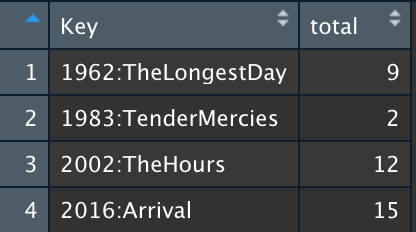 Key total
1 1962:TheLongestDay 9
2 1983:TenderMercies 2
3 2002:TheHours 12
4 2016:Arrival 15